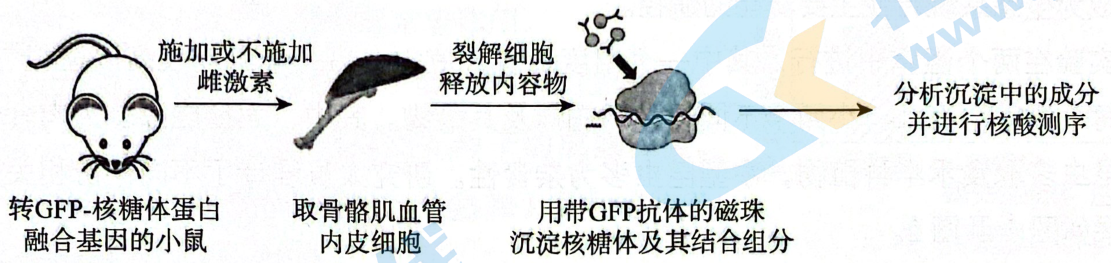 施加或不施加
雌激素
裂解细胞
释放内容物
分析沉淀中的成分
并进行核酸测序
转GFP-核糖体蛋白
融合基因的小鼠
取骨骼肌血管
内皮细胞
用带GFP抗体的磁珠
沉淀核糖体及其结合组分
www.